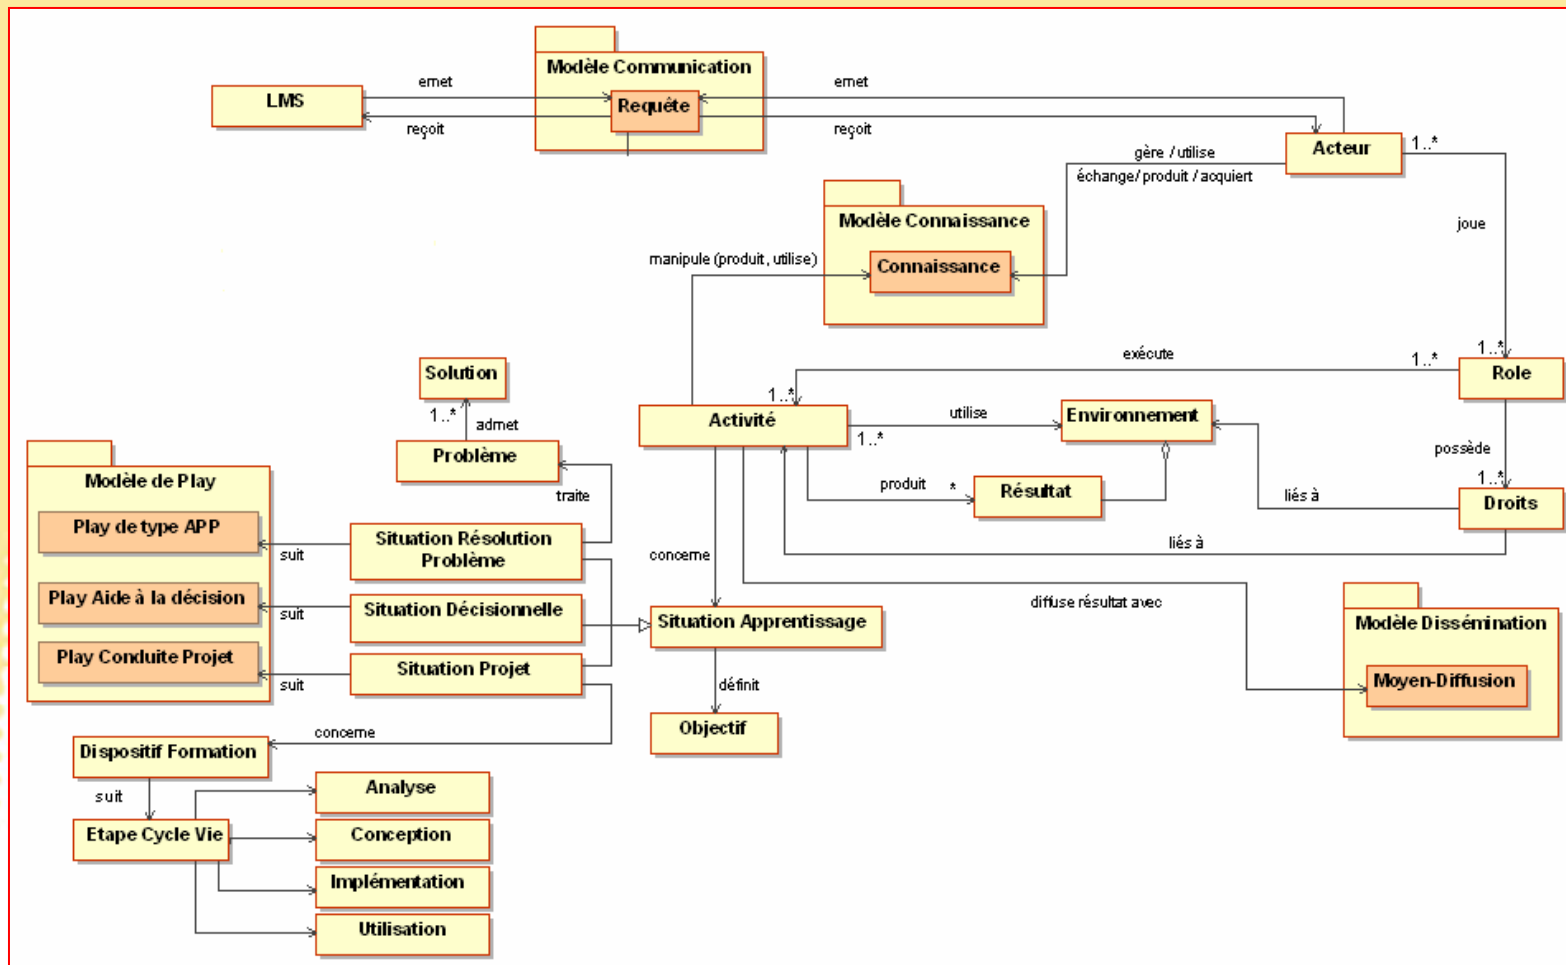 Modèle Communication
emet
emet
LMS
Requête
reçoit
reçoit
Acteur
1..*
gère / utilise
échange/ produit / acquiert
Modèle Connaissance
joue
manipule (produit, utilise)
Connaissance
exécute
1..*
1..*
Role
Solution
1..*
admet
1..*
Activité
utilise
Environnement
1..*
Problème
possède
Modèle de Play
traite
produit
*
Résultat
liés à
1..*
Droits
Play de type APP
suit
Situation Résolution
Problème
concerne
liés à
Play Aide à la décision
suit
Situation Décisionnelle
Situation Apprentissage
diffuse résultat avec
Modèle Dissémination
Play Conduite Projet
suit
Situation Projet
définit
Moyen-Diffusion
Objectif
concerne
Dispositif Formation
suit
Analyse
Etape Cycle Vie
Conception
Implémentation
Utilisation